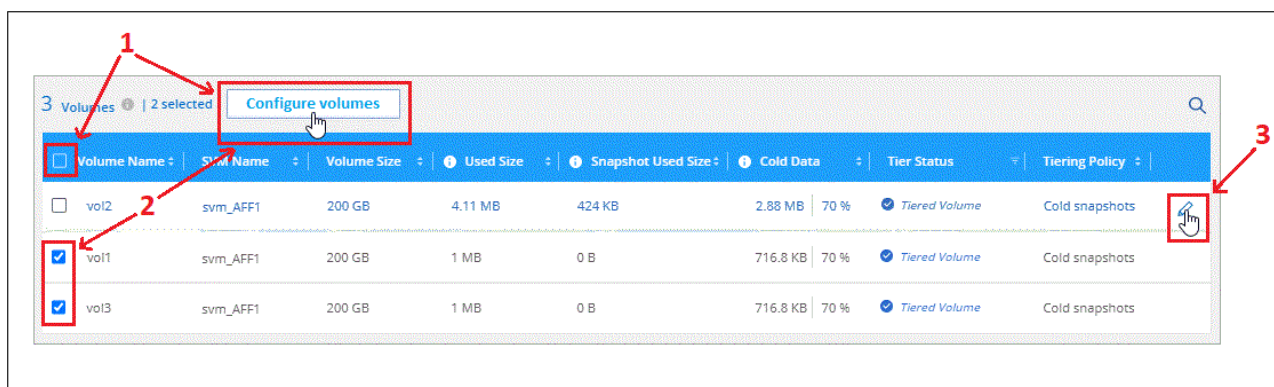 1
3 Volumes | 2 selected Configure volumes
3
Volume Name SVM Name Volume Size Used Size Snapshot Used Size Cold Data Tier Status Tiering Policy
2
vol2 svm_AFF1 200 GB 4.11 MB 424 KB 2.88 MB 70 % Tiered Volume Cold snapshots
vol1 svm_AFF1 200 GB 1 MB 0 B 716.8 KB 70 % Tiered Volume Cold snapshots
vol3 svm_AFF1 200 GB 1 MB 0 B 716.8 KB 70 % Tiered Volume Cold snapshots